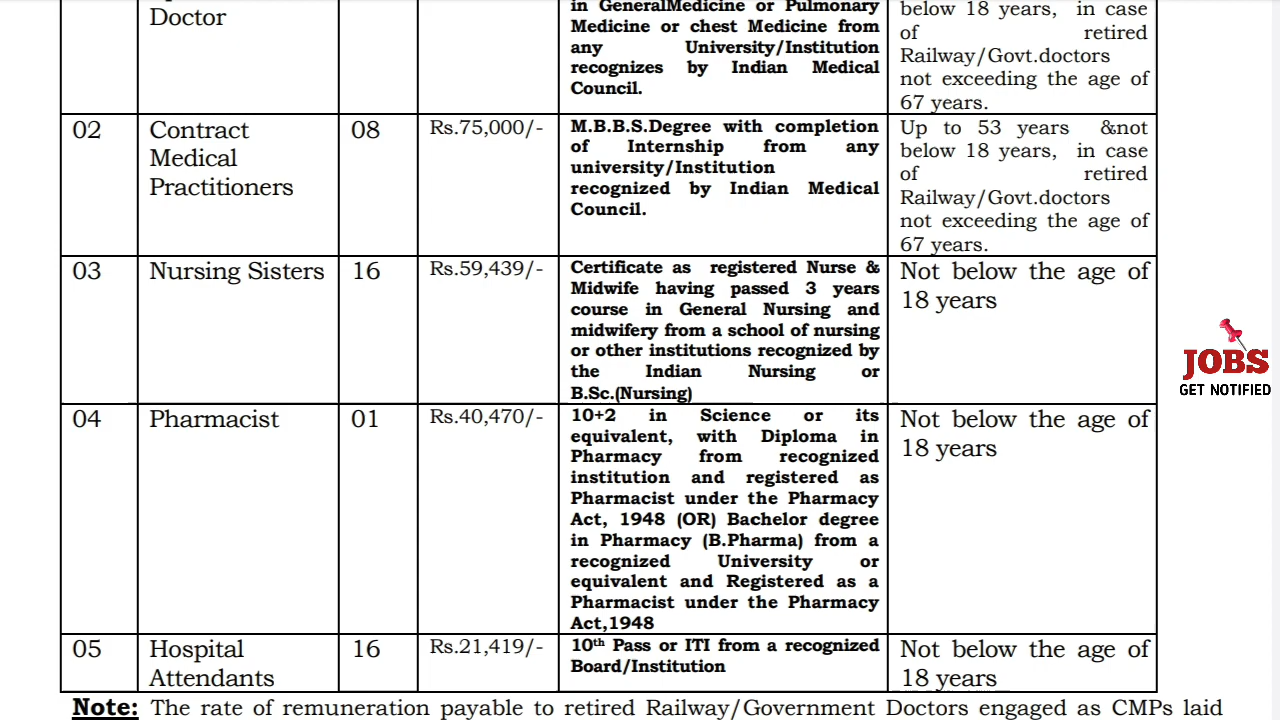 Doctor
in GeneralMedicine or Pulmonary
Medicine or chest Medicine from
any University/Institution
recognizes by Indian Medical
Council.
below 18 years, in case
of retired
Railway/Govt.doctors
not exceeding the age of
67 years.
02
Contract
Medical
Practitioners
08
Rs.75,000/-
M.B.B.S.Degree with completion
of Internship from any
university/Institution
recognized by Indian Medical
Council.
Up to 53 years &not
below 18 years, in case
of retired
Railway/Govt.doctors
not exceeding the age of
67 years.
03
Nursing Sisters
16
Rs.59,439/-
Certificate as registered Nurse &
Midwife having passed 3 years
course in General Nursing and
midwifery from a school of nursing
or other institutions recognized by
the Indian Nursing or
B.Sc.(Nursing)
Not below the age of
18 years
04
Pharmacist
01
Rs.40,470/-
10+2 in Science or its
equivalent, with Diploma in
Pharmacy from recognized
institution and registered as
Pharmacist under the Pharmacy
Act, 1948 (OR) Bachelor degree
in Pharmacy (B.Pharma) from a
recognized University or
equivalent and Registered as a
Pharmacist under the Pharmacy
Act,1948
Not below the age of
18 years
05
Hospital
Attendants
16
Rs.21,419/-
10th Pass or ITI from a recognized
Board/Institution
Not below the age of
18 years
Note: The rate of remuneration payable to retired Railway/Government Doctors engaged as CMPs laid
JOBS
GET NOTIFIED